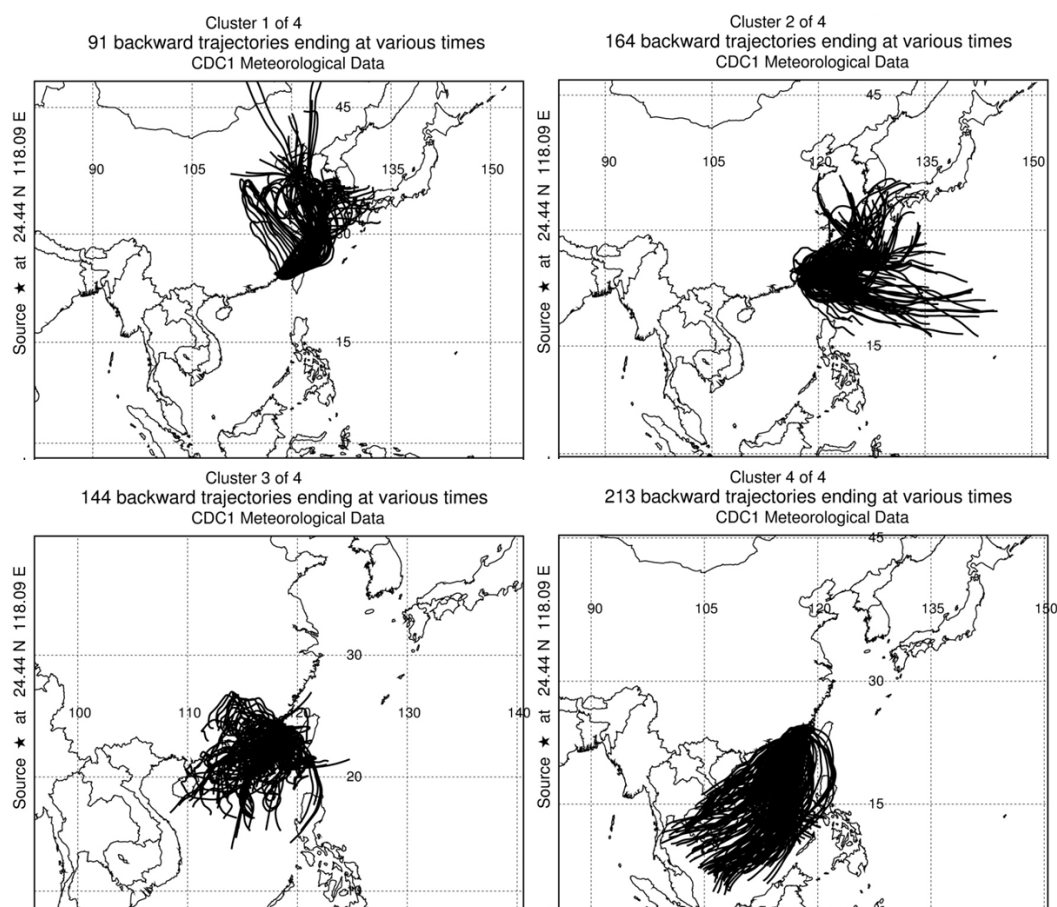 Cluster 1 of 4
91 backward trajectories ending at various times
CDC1 Meteorological Data
Source ★ at 24.44 N 118.09 E
45
90
105
135
150
30
15
Cluster 2 of 4
164 backward trajectories ending at various times
CDC1 Meteorological Data
Source ★ at 24.44 N 118.09 E
45
90
105
120
135
150
15
Cluster 3 of 4
144 backward trajectories ending at various times
CDC1 Meteorological Data
Source ★ at 24.44 N 118.09 E
30
100
110
120
130
140
20
Cluster 4 of 4
213 backward trajectories ending at various times
CDC1 Meteorological Data
Source ★ at 24.44 N 118.09 E
45
90
105
120
135
150
30
15